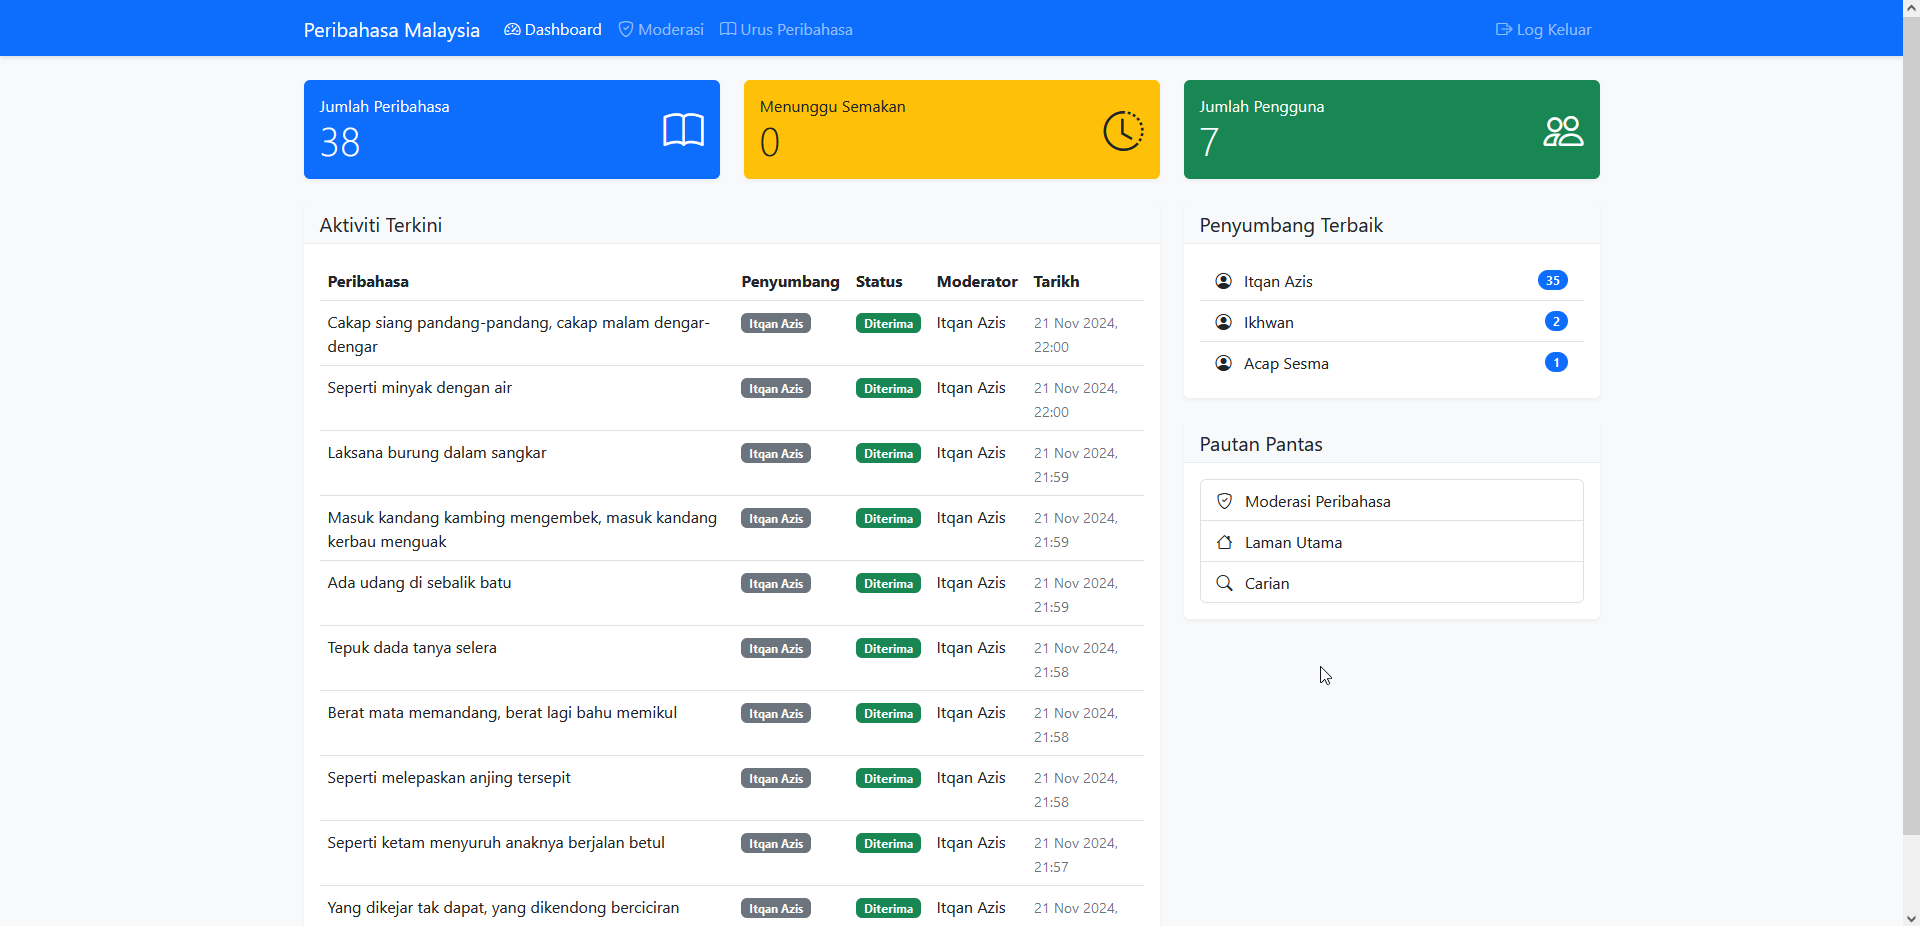 Peribahasa Malaysia Dashboard Moderasi Urus Peribahasa Log Keluar
Jumlah Peribahasa
38
Menunggu Semakan
0
Jumlah Pengguna
7
Aktiviti Terkini
Peribahasa Penyumbang Status Moderator Tarikh
Cakap siang pandang-pandang, cakap malam dengar- Itqan Azis Diterima Itqan Azis 21 Nov 2024,
dengar 22:00
Seperti minyak dengan air Itqan Azis Diterima Itqan Azis 21 Nov 2024,
22:00
Laksana burung dalam sangkar Itqan Azis Diterima Itqan Azis 21 Nov 2024,
21:59
Masuk kandang kambing mengembek, masuk kandang Itqan Azis Diterima Itqan Azis 21 Nov 2024,
kerbau menguak 21:59
Ada udang di sebalik batu Itqan Azis Diterima Itqan Azis 21 Nov 2024,
21:59
Tepuk dada tanya selera Itqan Azis Diterima Itqan Azis 21 Nov 2024,
21:58
Berat mata memandang, berat lagi bahu memikul Itqan Azis Diterima Itqan Azis 21 Nov 2024,
21:58
Seperti melepaskan anjing tersepit Itqan Azis Diterima Itqan Azis 21 Nov 2024,
21:58
Seperti ketam menyuruh anaknya berjalan betul Itqan Azis Diterima Itqan Azis 21 Nov 2024,
21:57
Yang dikejar tak dapat, yang dikendong berciciran Itqan Azis Diterima Itqan Azis 21 Nov 2024,
Penyumbang Terbaik
Itqan Azis 35
Ikhwan 2
Acap Sesma 1
Pautan Pantas
Moderasi Peribahasa
Laman Utama
Carian